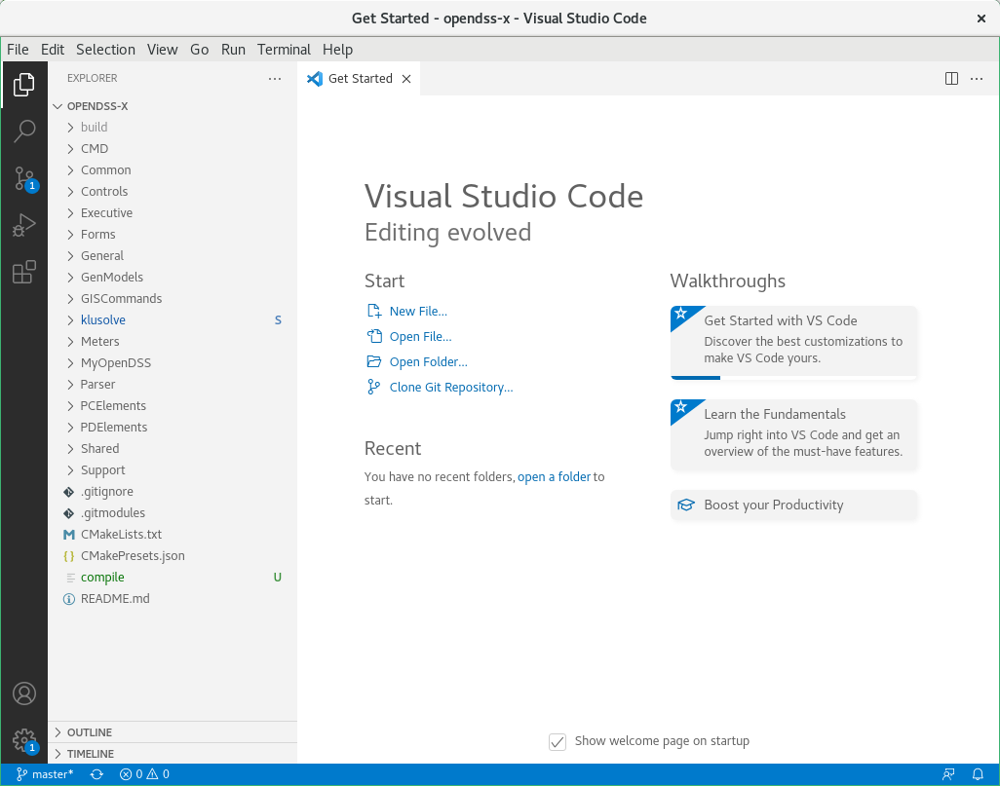 Get Started - opendss-x - Visual Studio Code
File Edit Selection View Go Run Terminal Help
EXPLORER
Get Started
OPENDSS-X
build
CMD
Common
Controls
Executive
Forms
General
GenModels
GISCommands
klusolve S
Meters
MyOpenDSS
Parser
PCElements
PDElements
Shared
Support
.gitignore
.gitmodules
CMakeLists.txt
CMakePresets.json
compile U
README.md
OUTLINE
TIMELINE
1
1
Visual Studio Code
Editing evolved
Start
New File...
Open File...
Open Folder...
Clone Git Repository...
Recent
You have no recent folders, open a folder to
start.
Walkthroughs
Get Started with VS Code
Discover the best customizations to
make VS Code yours.
Learn the Fundamentals
Jump right into VS Code and get an
overview of the must-have features.
Boost your Productivity
Show welcome page on startup
master* 0 0